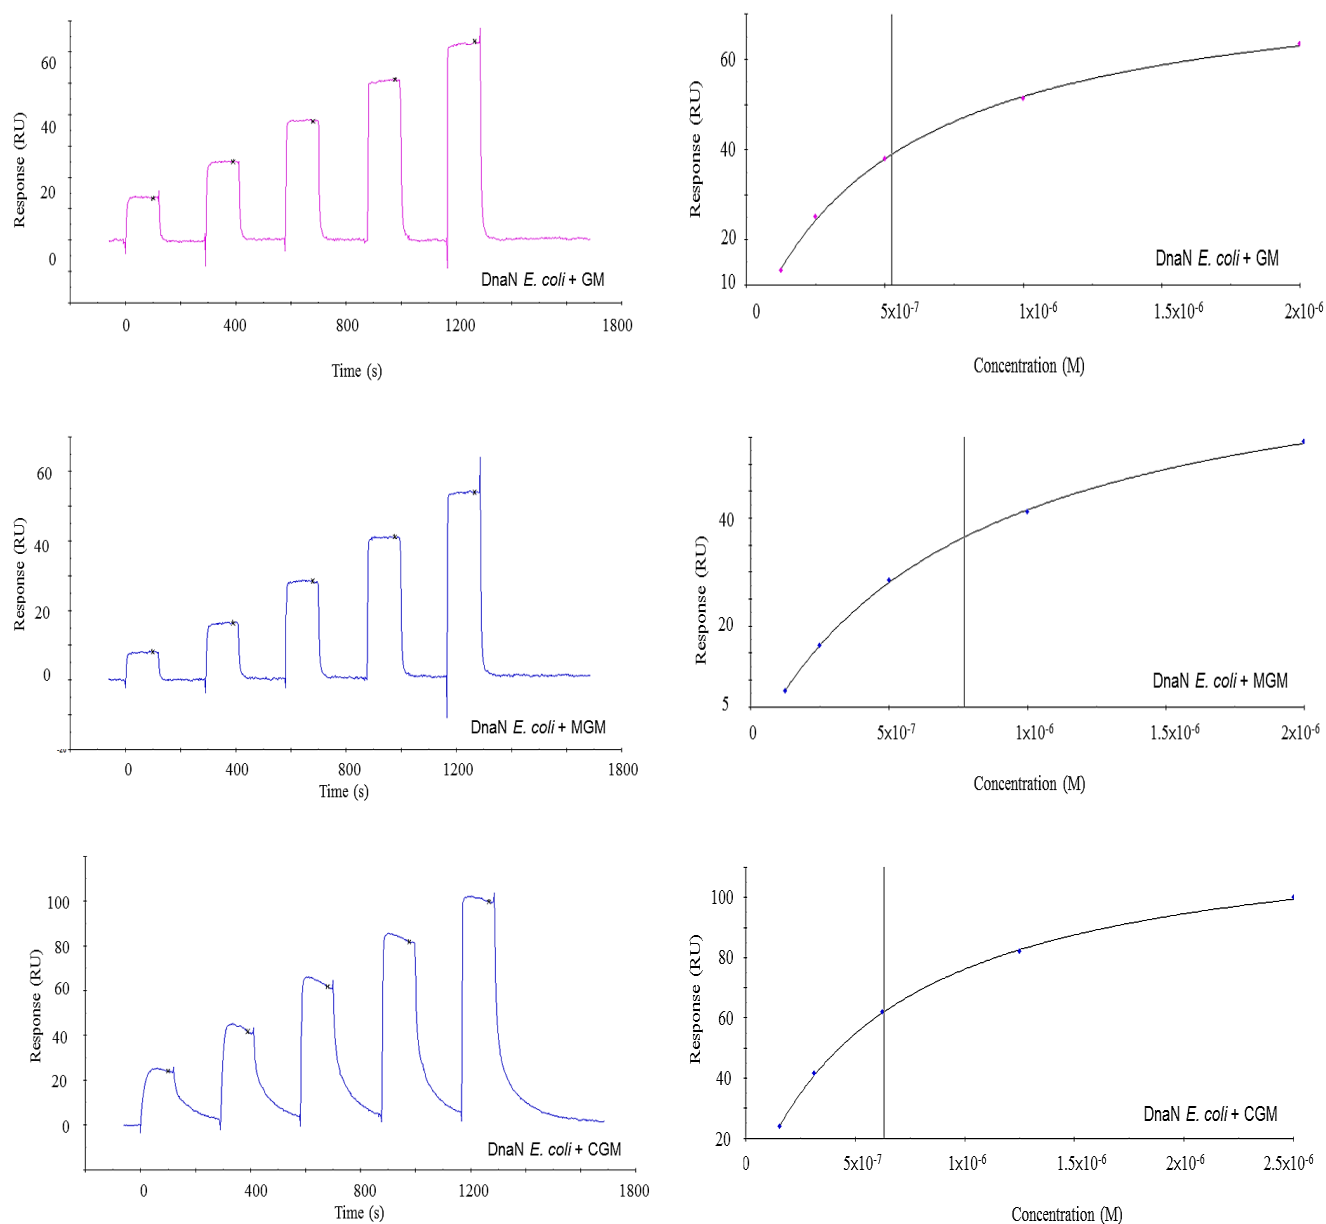 Response (RU)
60
40
20
0
DnaN E. coli + GM
0 400 800 1200 1800
Time (s)
Response (RU)
60
40
20
10
DnaN E. coli + GM
0 5x10⁻⁷ 1x10⁻⁶ 1.5x10⁻⁶ 2x10⁻⁶
Concentration (M)
Response (RU)
60
40
20
0
DnaN E. coli + MGM
0 400 800 1200 1800
Time (s)
Response (RU)
40
20
5
DnaN E. coli + MGM
0 5x10⁻⁷ 1x10⁻⁶ 1.5x10⁻⁶ 2x10⁻⁶
Concentration (M)
Response (RU)
100
80
60
40
20
0
DnaN E. coli + CGM
0 400 800 1200 1800
Time (s)
Response (RU)
100
80
60
40
20
DnaN E. coli + CGM
0 5x10⁻⁷ 1x10⁻⁶ 1.5x10⁻⁶ 2x10⁻⁶ 2.5x10⁻⁶
Concentration (M)